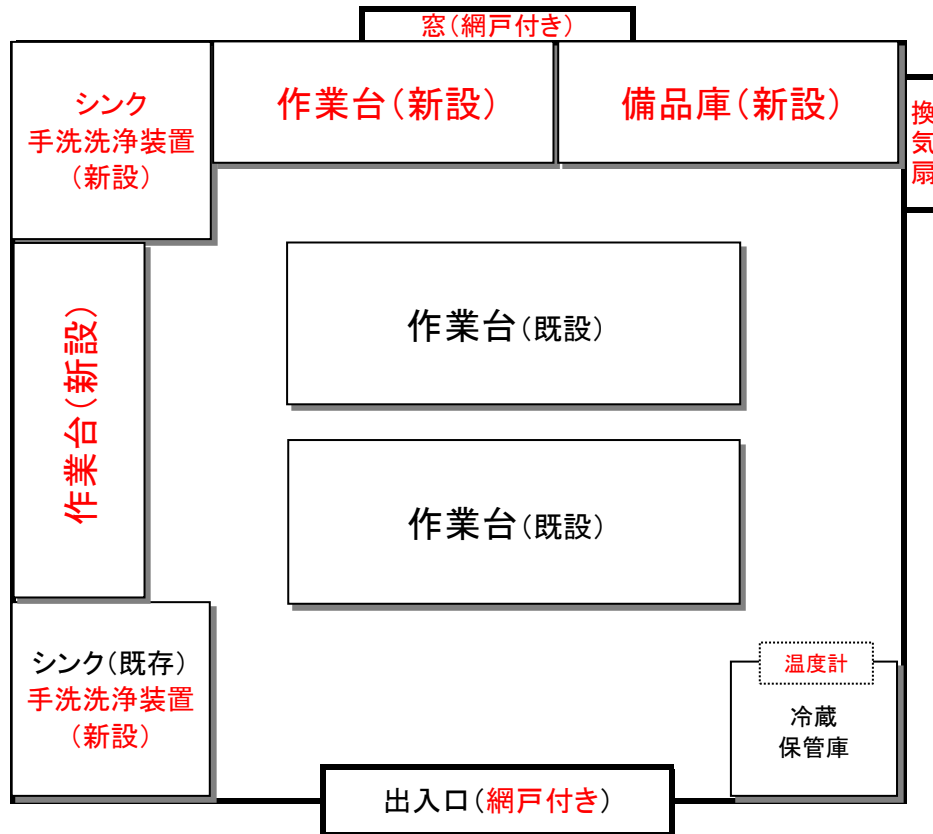 窓(網戸付き)
シンク
手洗洗浄装置
(新設)
作業台(新設)
備品庫(新設)
換
気
扇
作業台(新設)
作業台(既設)
作業台(既設)
シンク(既存)
手洗洗浄装置
(新設)
温度計
冷蔵
保管庫
出入口(網戸付き)